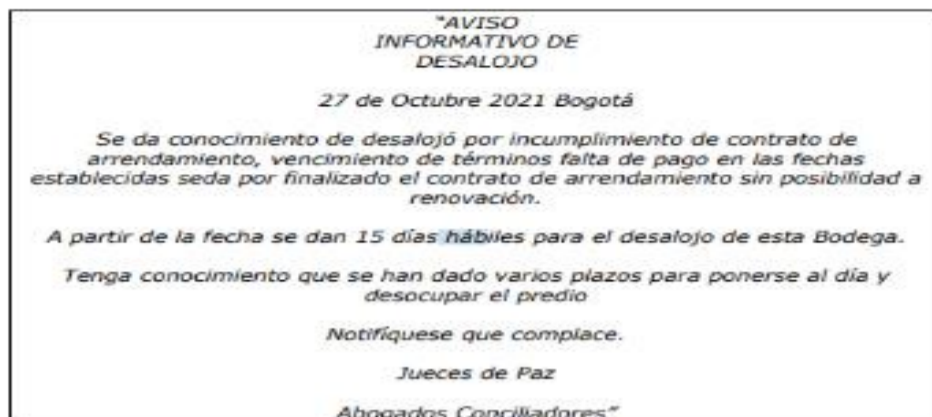 "AVISO
INFORMATIVO DE
DESALOJO
27 de Octubre 2021 Bogotá
Se da conocimiento de desalojó por incumplimiento de contrato de
arrendamiento, vencimiento de términos falta de pago en las fechas
establecidas seda por finalizado el contrato de arrendamiento sin posibilidad a
renovación.
A partir de la fecha se dan 15 días hábiles para el desalojo de esta Bodega.
Tenga conocimiento que se han dado varios plazos para ponerse al día y
desocupar el predio
Notifíquese que complace.
Jueces de Paz
Abogados Conciliadores"